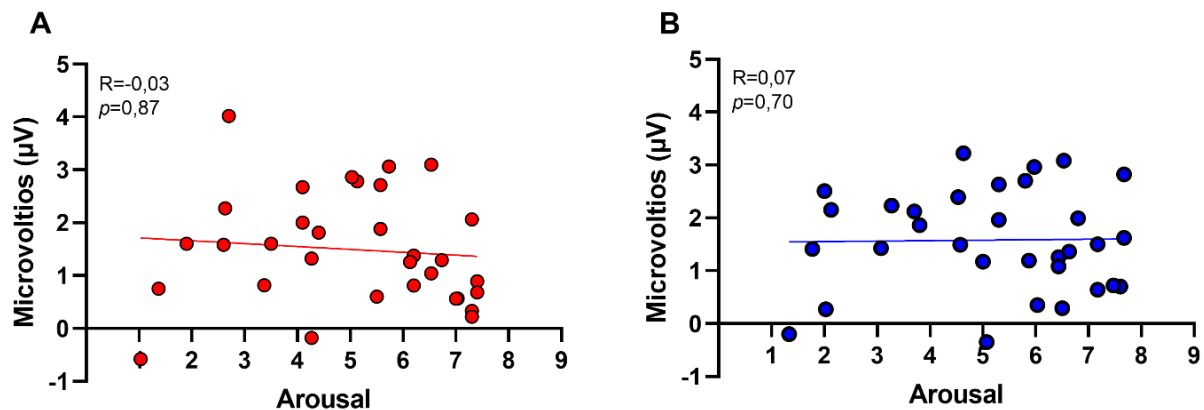 A
R=-0,03
p=0,87
Microvoltios (µV)
5
4
3
2
1
0
-1
1 2 3 4 5 6 7 8 9
Arousal
B
R=0,07
p=0,70
Microvoltios (µV)
5
4
3
2
1
0
-1
1 2 3 4 5 6 7 8 9
Arousal